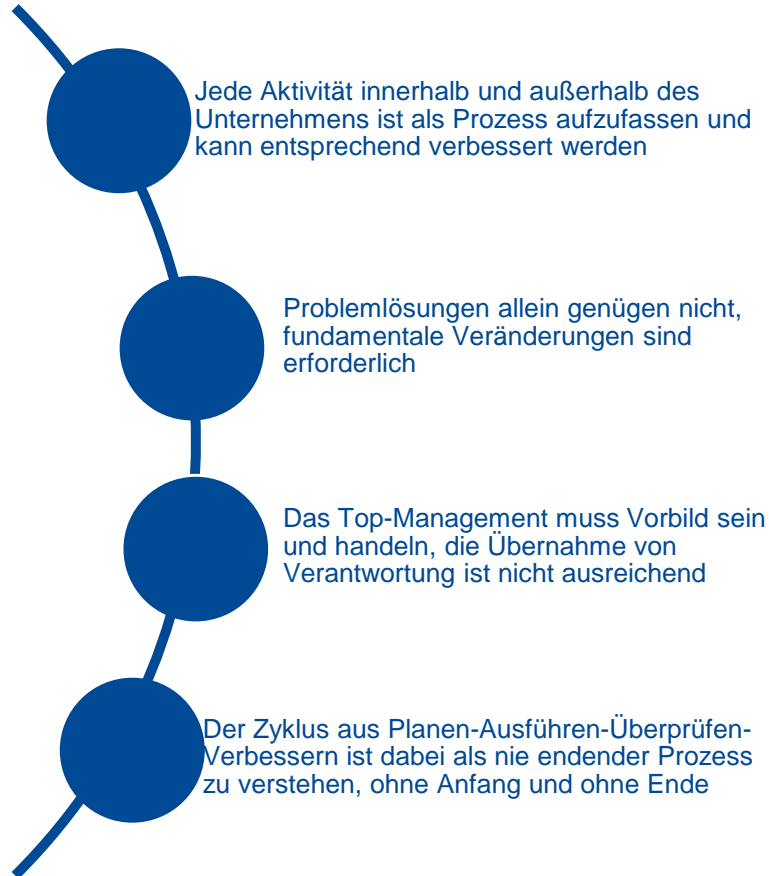 Jede Aktivität innerhalb und außerhalb des
Unternehmens ist als Prozess aufzufassen und
kann entsprechend verbessert werden
Problemlösungen allein genügen nicht,
fundamentale Veränderungen sind
erforderlich
Das Top-Management muss Vorbild sein
und handeln, die Übernahme von
Verantwortung ist nicht ausreichend
Der Zyklus aus Planen-Ausführen-Überprüfen-
Verbessern ist dabei als nie endender Prozess
zu verstehen, ohne Anfang und ohne Ende